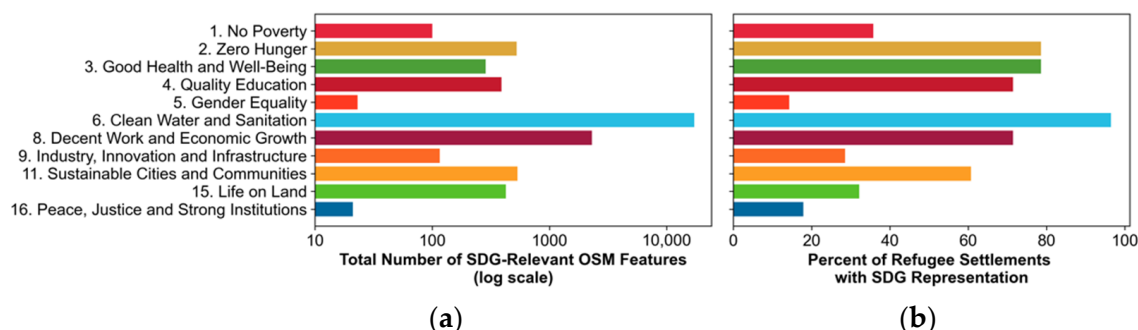 1. No Poverty
2. Zero Hunger
3. Good Health and Well-Being
4. Quality Education
5. Gender Equality
6. Clean Water and Sanitation
8. Decent Work and Economic Growth
9. Industry, Innovation and Infrastructure
11. Sustainable Cities and Communities
15. Life on Land
16. Peace, Justice and Strong Institutions
10 100 1000 10,000
Total Number of SDG-Relevant OSM Features
(log scale)
(a)
0 20 40 60 80 100
Percent of Refugee Settlements
with SDG Representation
(b)